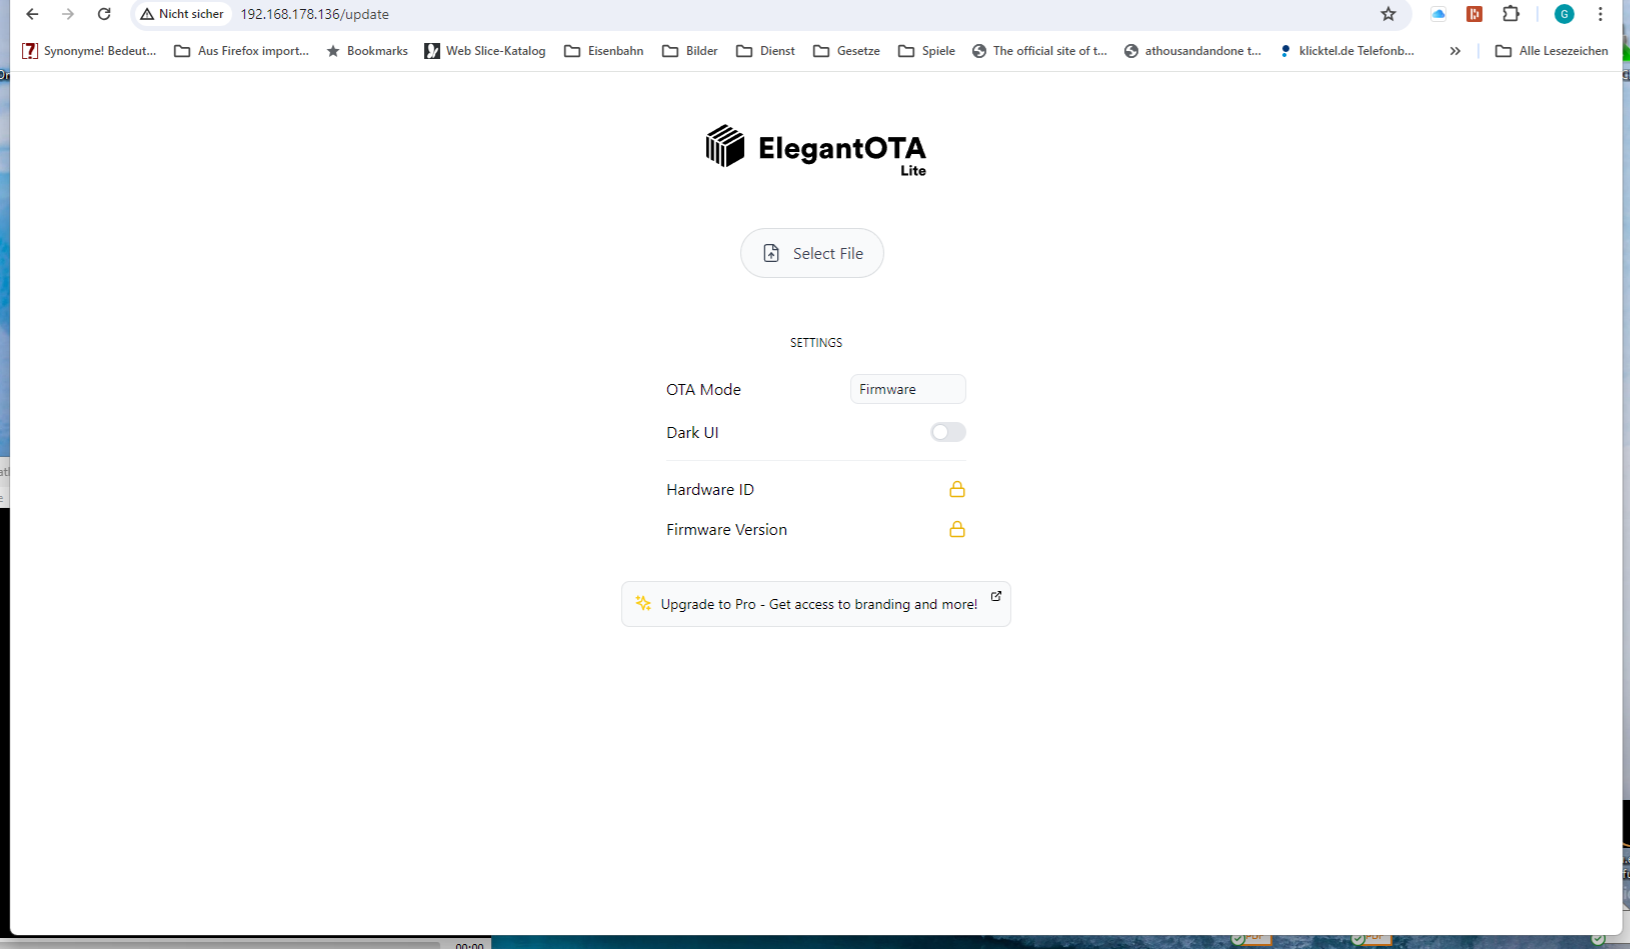 Nicht sicher 192.168.178.136/update G
Synonyme! Bedeut... Aus Firefox import... Bookmarks Web Slice-Katalog Eisenbahn Bilder Dienst Gesetze Spiele The official site of t... athousandandone t... klicktel.de Telefonb... » Alle Lesezeichen
ElegantOTA
Lite
Select File
SETTINGS
OTA Mode Firmware
Dark UI
Hardware ID
Firmware Version
Upgrade to Pro - Get access to branding and more!
00:00